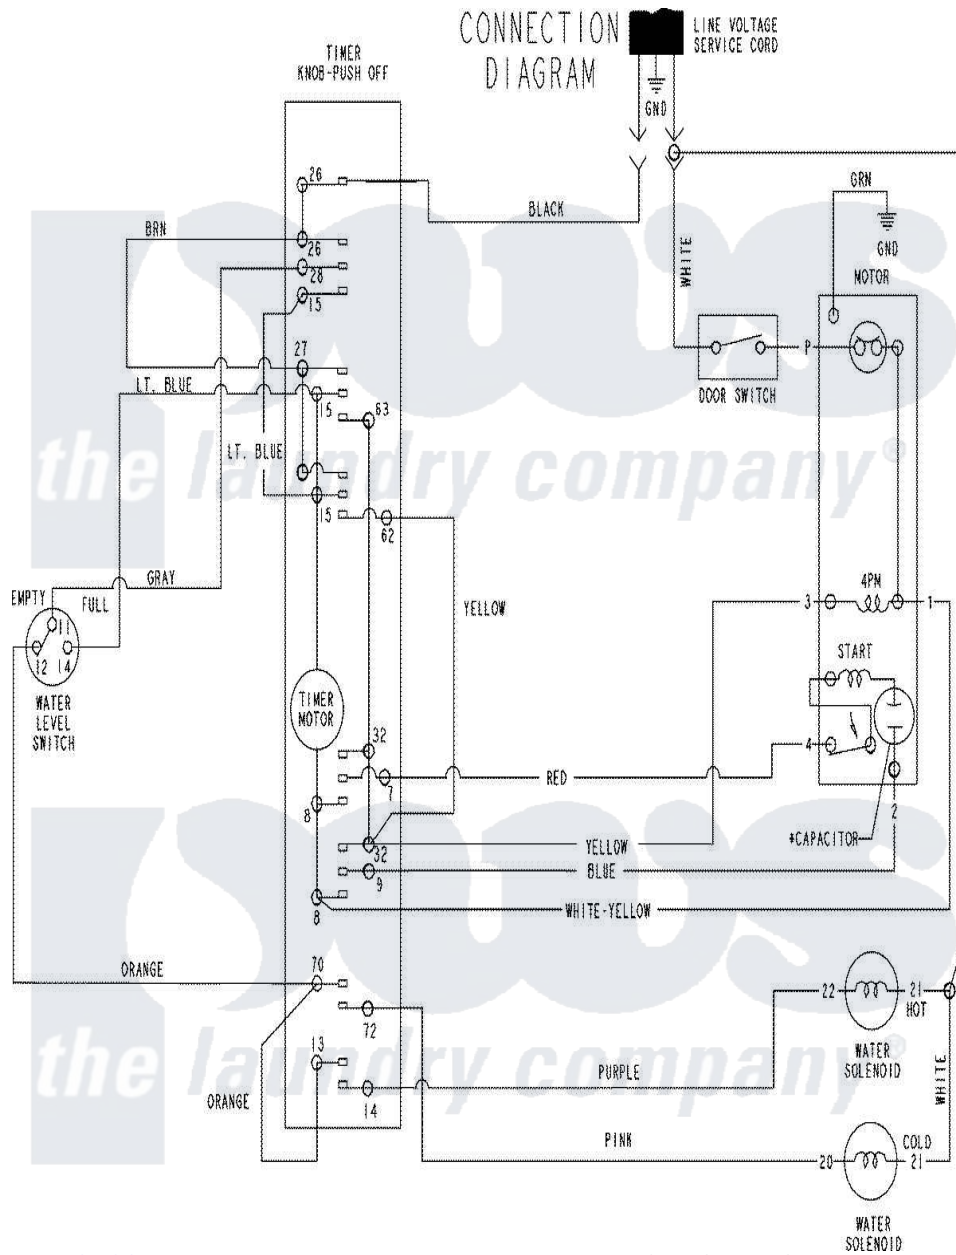 CONNECTION
DIAGRAM
LINE VOLTAGE
SERVICE CORD
TIMER
KNOB-PUSH OFF
GND
26
BLACK
GRN
BRN
26
28
15
WHITE
GND
MOTOR
27
P
LT. BLUE
DOOR SWITCH
15
63
LT. BLUE
the laundry company®
15
62
GRAY
4PM
EMPTY
FULL
YELLOW
3
1
11
12
14
START
WATER
LEVEL
SWITCH
TIMER
MOTOR
32
4
RED
7
8
2
*CAPACITOR
32
YELLOW
BLUE
9
8
WHITE-YELLOW
ORANGE
70
22
21
HOT
72
13
WATER
SOLENOID
PURPLE
the laundry company®
ORANGE
14
WHITE
PINK
COLD
20
21
WATER
SOLENOID